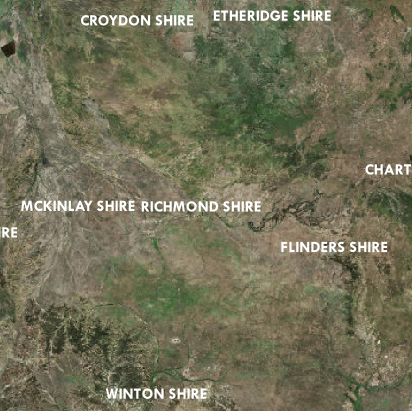 CROYDON SHIRE
ETHERIDGE SHIRE
CHART
MCKINLAY SHIRE
RICHMOND SHIRE
IRE
FLINDERS SHIRE
WINTON SHIRE